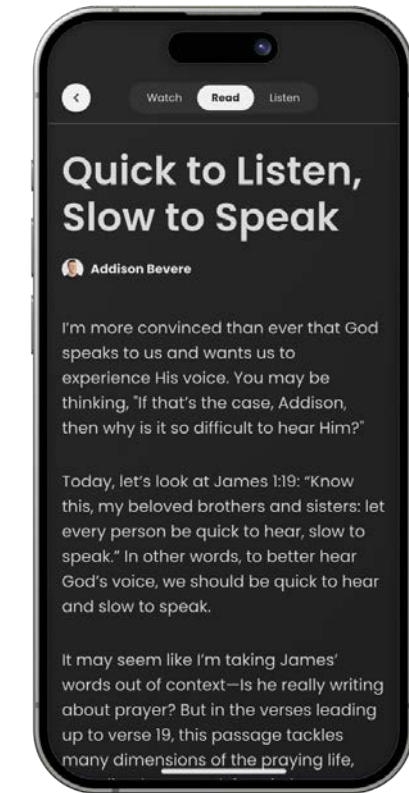 Watch Read Listen
Quick to Listen,
Slow to Speak
Addison Bevere
I'm more convinced than ever that God
speaks to us and wants us to
experience His voice. You may be
thinking, "If that's the case, Addison,
then why is it so difficult to hear Him?"
Today, let's look at James 1:19: “Know
this, my beloved brothers and sisters: let
every person be quick to hear, slow to
speak.” In other words, to better hear
God's voice, we should be quick to hear
and slow to speak.
It may seem like I'm taking James'
words out of context—Is he really writing
about prayer? But in the verses leading
up to verse 19, this passage tackles
many dimensions of the praying life,